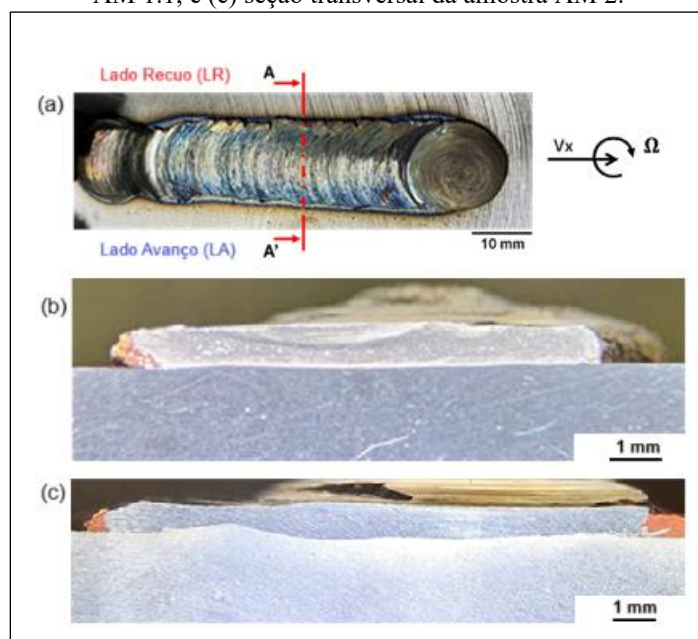 AM 1.1, e (c) seção transversal da amostra AM 2.
Lado Recuo (LR)
A
(a)
Vx
Ω
Lado Avanço (LA)
A'
10 mm
(b)
1 mm
(c)
1 mm